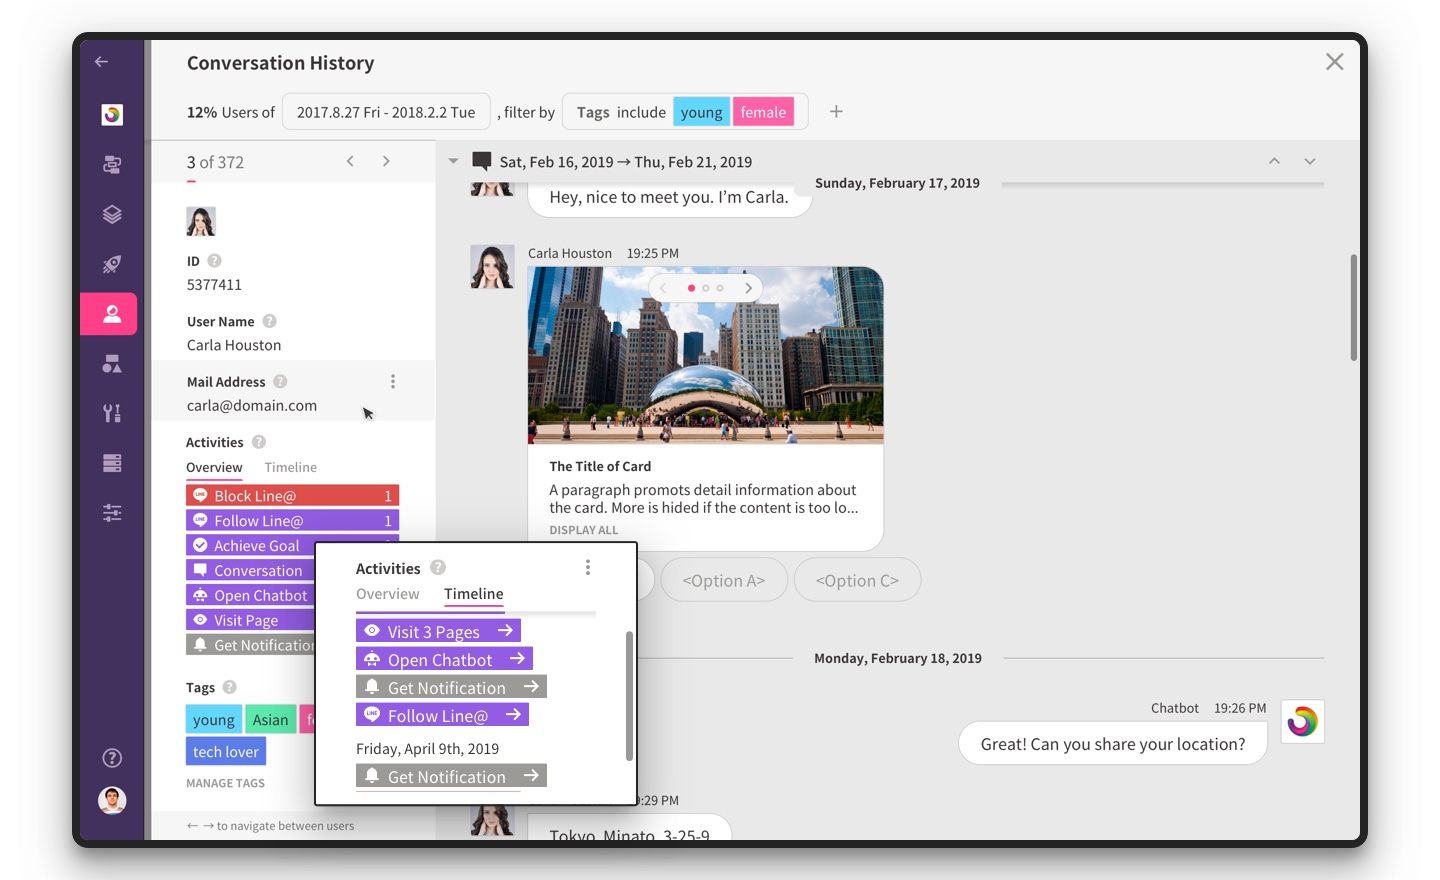 Conversation History
12% Users of 2017.8.27 Fri - 2018.2.2 Tue , filter by Tags include young female
3 of 372
ID
5377411
User Name
Carla Houston
Mail Address
carla@domain.com
Activities
Overview Timeline
Block Line@ 1
Follow Line@ 1
Achieve Goal
Conversation
Open Chatbot
Visit Page
Get Notification
Tags
young Asian
tech lover
MANAGE TAGS
← → to navigate between users
Activities
Overview Timeline
Visit 3 Pages →
Open Chatbot →
Get Notification →
Follow Line@ →
Friday, April 9th, 2019
Get Notification →
Sat, Feb 16, 2019 → Thu, Feb 21, 2019
Sunday, February 17, 2019
Hey, nice to meet you. I’m Carla.
Carla Houston 19:25 PM
The Title of Card
A paragraph promots detail information about
the card. More is hided if the content is too lo...
DISPLAY ALL
<Option A> <Option C>
Monday, February 18, 2019
Chatbot 19:26 PM
Great! Can you share your location?
9:29 PM
Tokyo, Minato, 3-25-9